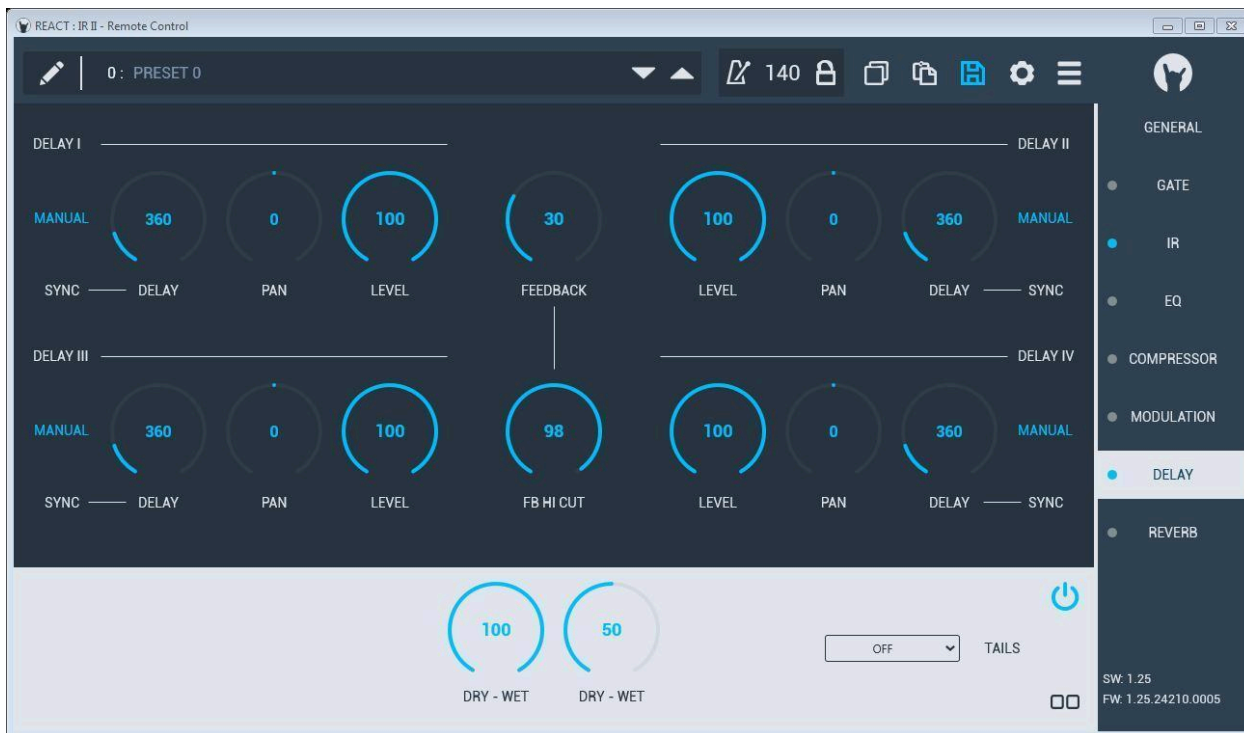 REACT : IR II - Remote Control
0 : PRESET 0
140
DELAY I
DELAY II
MANUAL 360 0 100 30 100 0 360 MANUAL
SYNC DELAY PAN LEVEL FEEDBACK LEVEL PAN DELAY SYNC
DELAY III
DELAY IV
MANUAL 360 0 100 98 100 0 360 MANUAL
SYNC DELAY PAN LEVEL FB HI CUT LEVEL PAN DELAY SYNC
100 50
DRY - WET DRY - WET
OFF TAILS
GENERAL
GATE
IR
EQ
COMPRESSOR
MODULATION
DELAY
REVERB
SW: 1.25
FW: 1.25.24210.0005